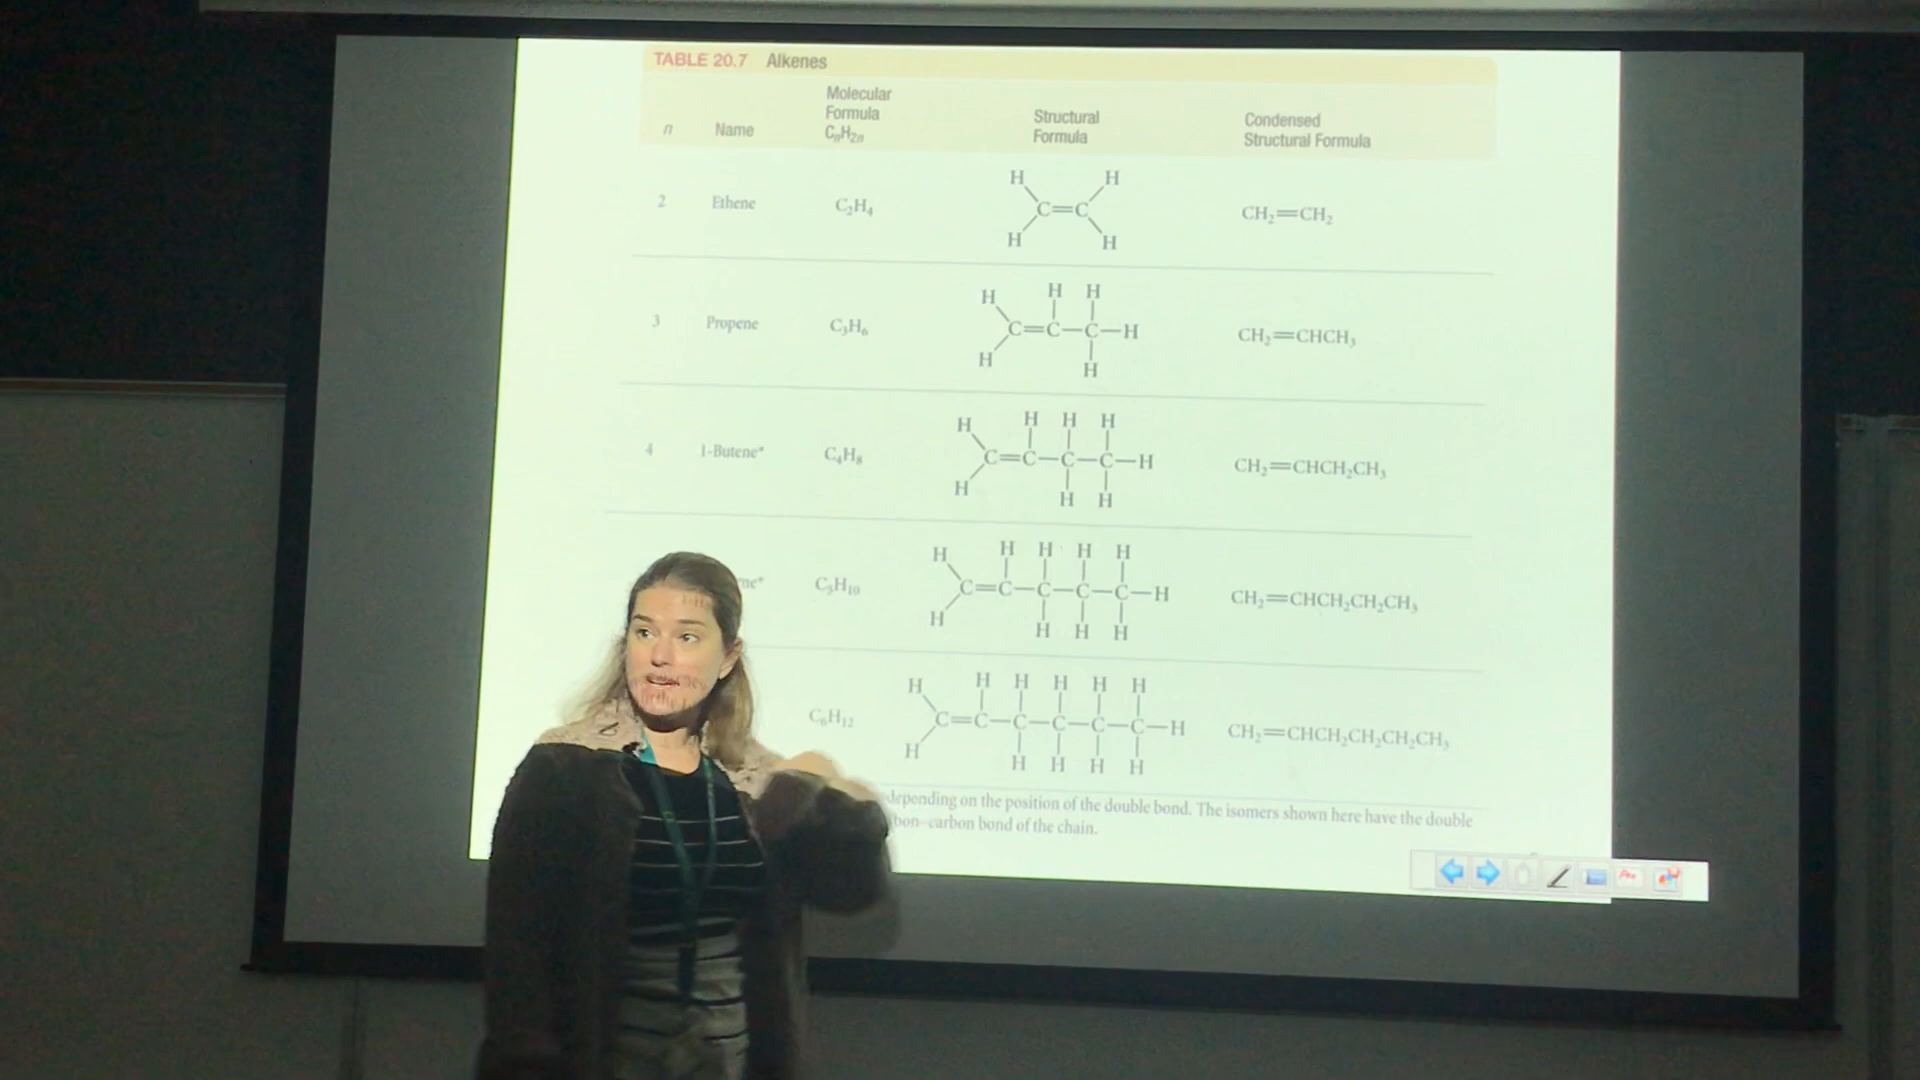 TABLE 20.7 Alkenes
n Name Molecular Formula CₙH₂ₙ Structural Formula Condensed Structural Formula
H H
2 Ethene C₂H₄ C=C CH₂=CH₂
H H
H H H
3 Propene C₃H₆ C=C—C—H CH₂=CHCH₃
H H
H H H H
4 1-Butene* C₄H₈ C=C—C—C—H CH₂=CHCH₂CH₃
H H H
H H H H H
ne* C₅H₁₀ C=C—C—C—C—H CH₂=CHCH₂CH₂CH₃
H H H H
H H H H H H
C₆H₁₂ C=C—C—C—C—C—H CH₂=CHCH₂CH₂CH₂CH₃
H H H H H
depending on the position of the double bond. The isomers shown here have the double
bon–carbon bond of the chain.